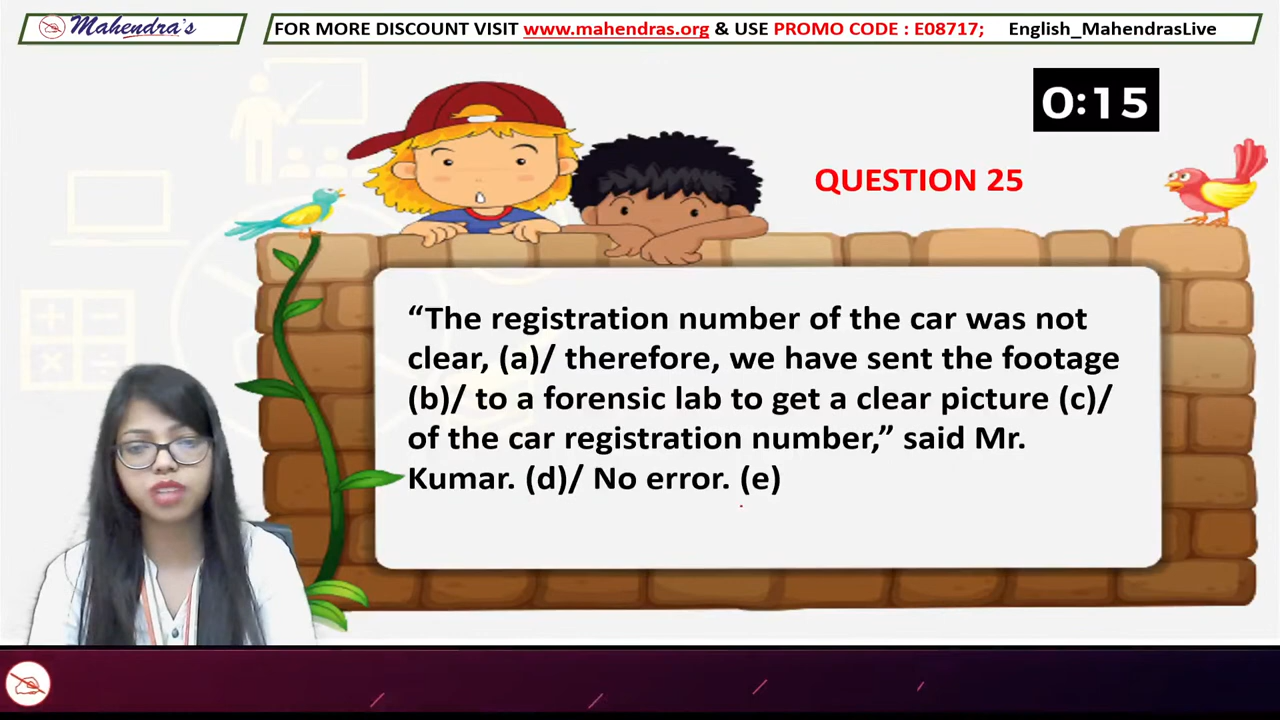 Mahendra's
FOR MORE DISCOUNT VISIT www.mahendras.org & USE PROMO CODE : E08717; English_MahendrasLive
0:15
QUESTION 25
“The registration number of the car was not
clear, (a)/ therefore, we have sent the footage
(b)/ to a forensic lab to get a clear picture (c)/
of the car registration number,” said Mr.
Kumar. (d)/ No error. (e)